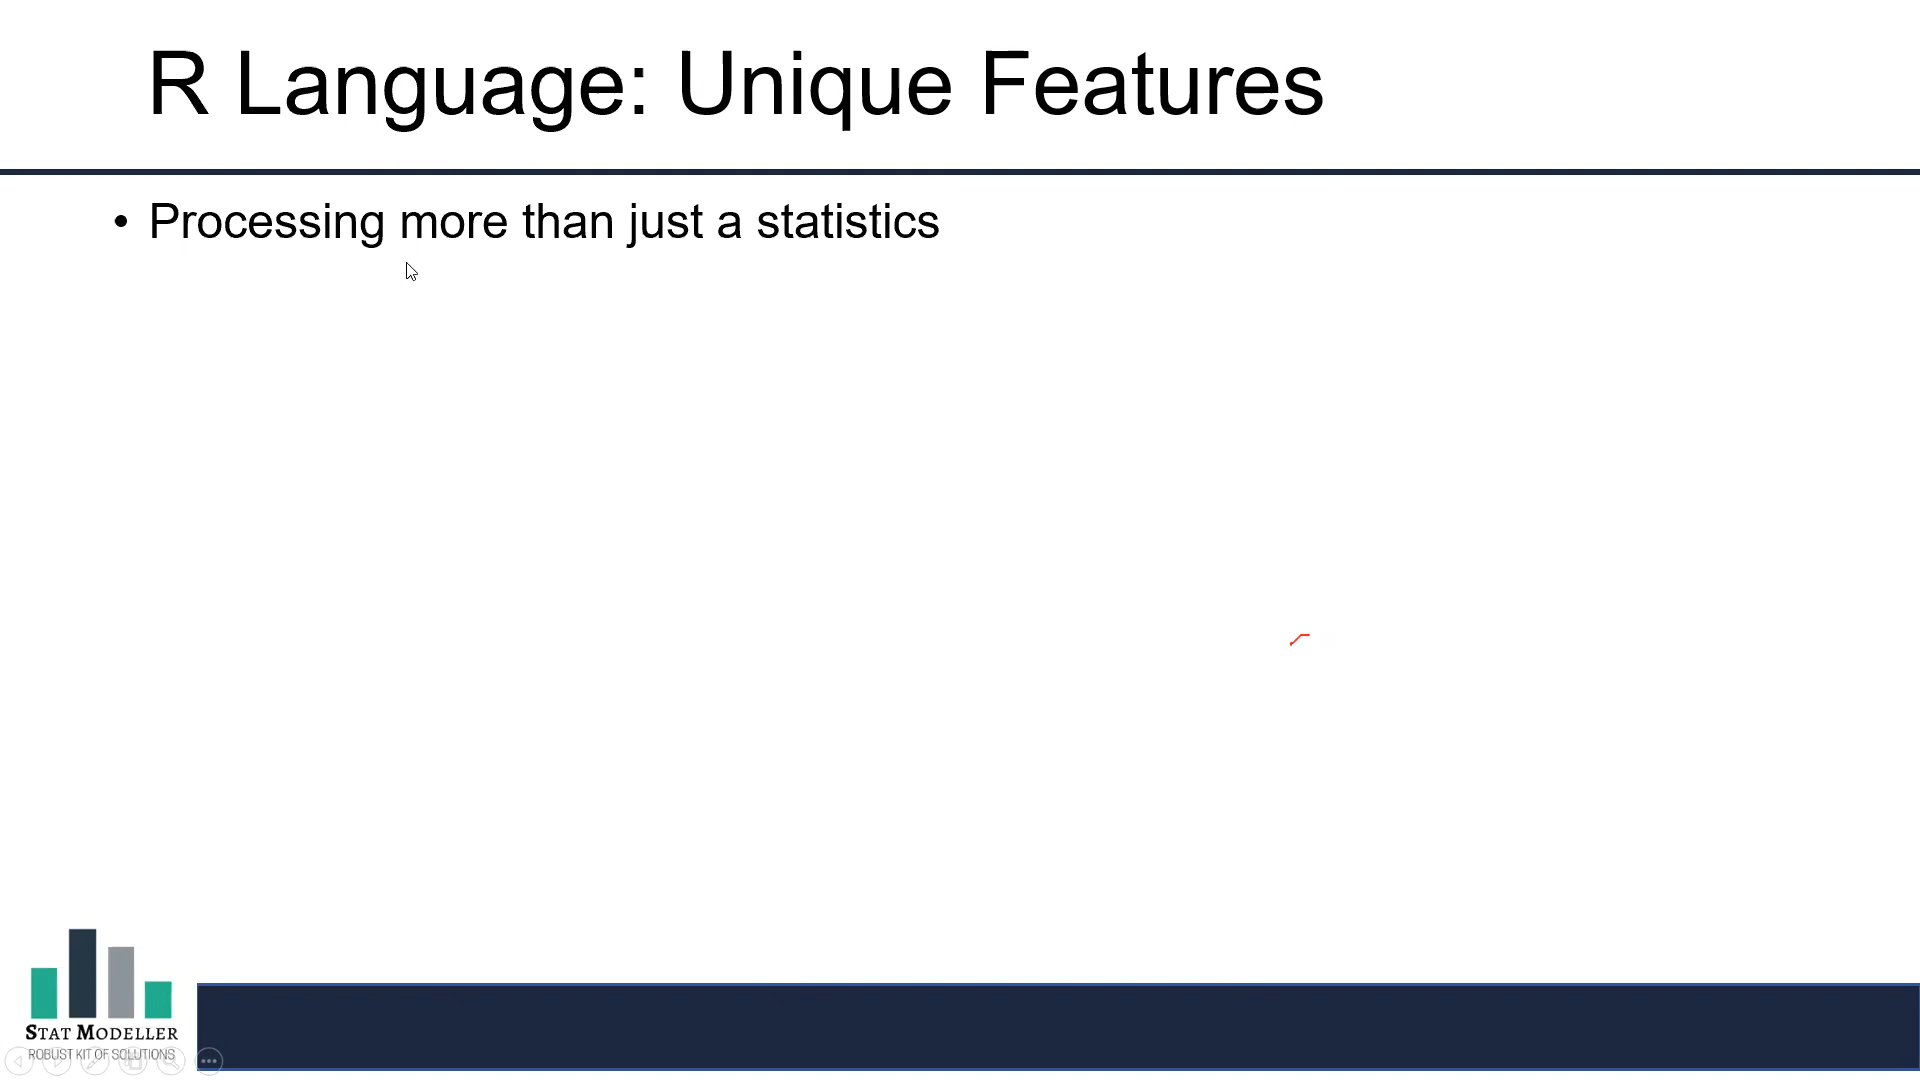 R Language: Unique Features
• Processing more than just a statistics
STAT MODELLER
ROBUST KIT OF SOLUTIONS